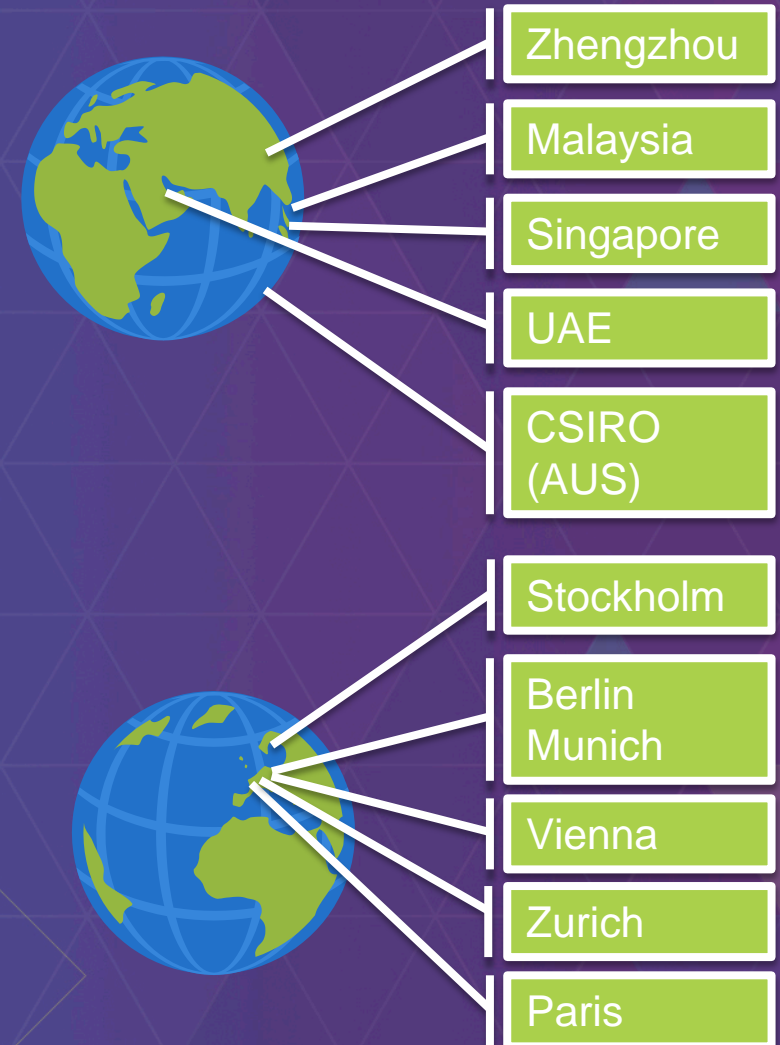 Zhengzhou
Malaysia
Singapore
UAE
CSIRO
(AUS)
Stockholm
Berlin
Munich
Vienna
Zurich
Paris